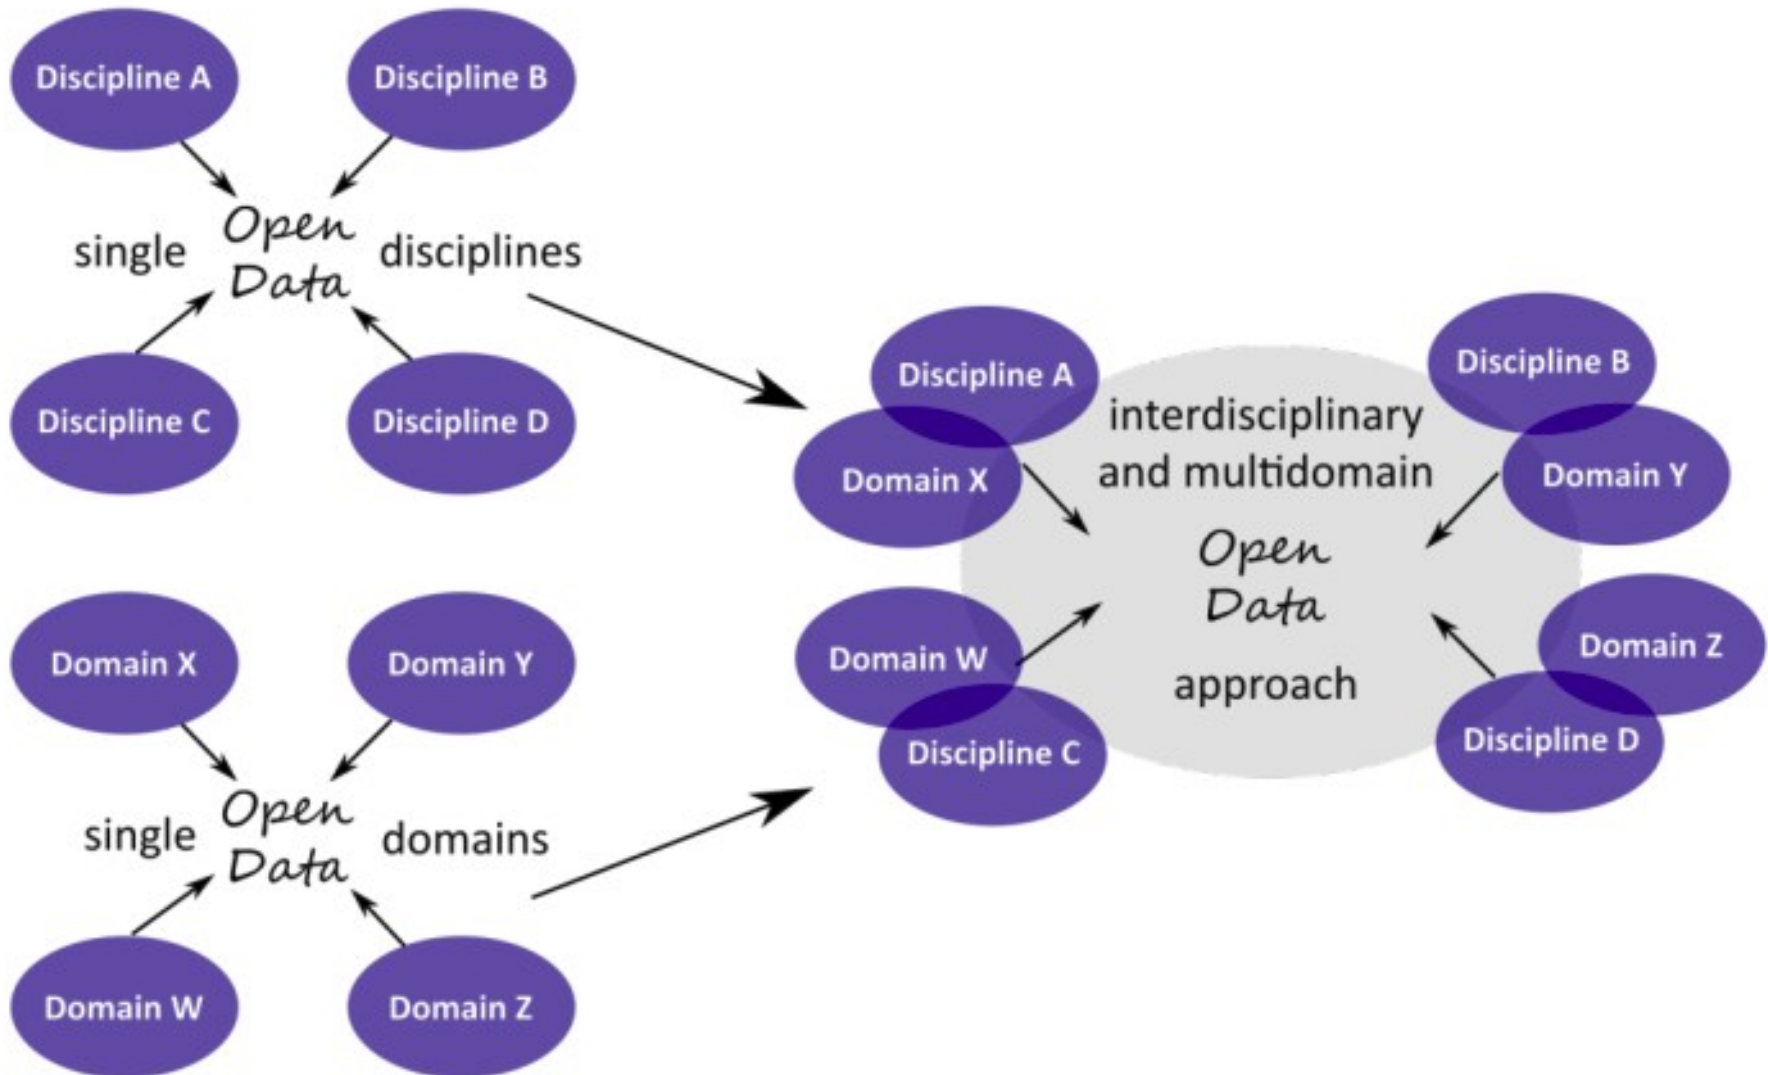 Discipline A
Discipline B
single Open Data disciplines
Discipline C
Discipline D
Domain X
Domain Y
single Open Data domains
Domain W
Domain Z
Discipline A
Domain X
interdisciplinary
and multidomain
Open
Data
approach
Discipline B
Domain Y
Domain W
Discipline C
Domain Z
Discipline D